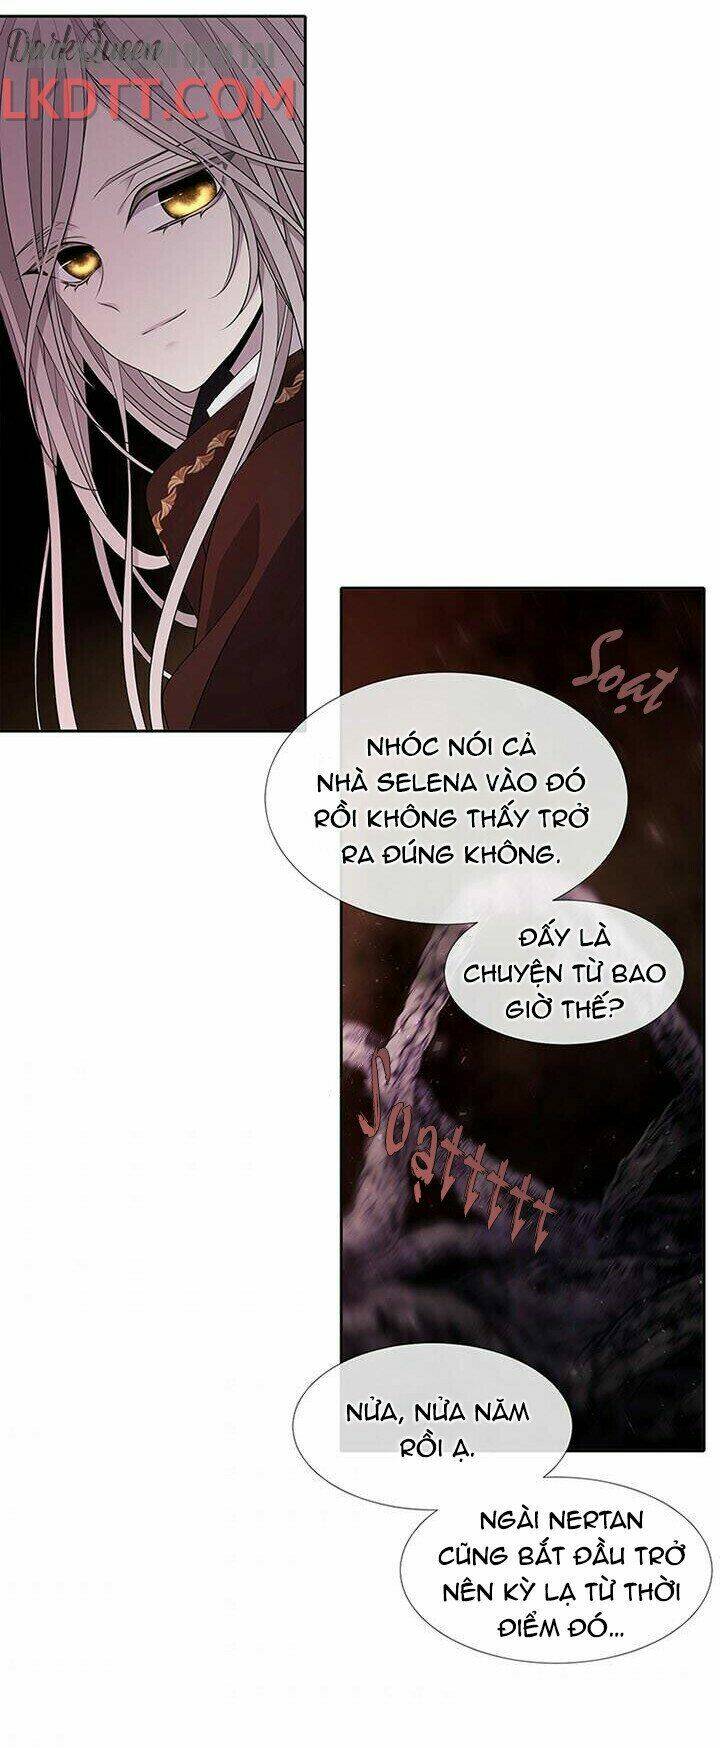 DarkQueen
TẠI
LKDTT.COM
Soạt
NHÓC NÓI CẢ
NHÀ SELENA VÀO ĐÓ
RỒI KHÔNG THẤY TRỞ
RA ĐÚNG KHÔNG.
ĐẤY LÀ
CHUYỆN TỪ BAO
GIỜ THẾ?
Soạttttt
NỬA, NỬA NĂM
RỒI Ạ.
NGÀI NERTAN
CŨNG BẮT ĐẦU TRỞ
NÊN KỲ LẠ TỪ THỜI
ĐIỂM ĐÓ...